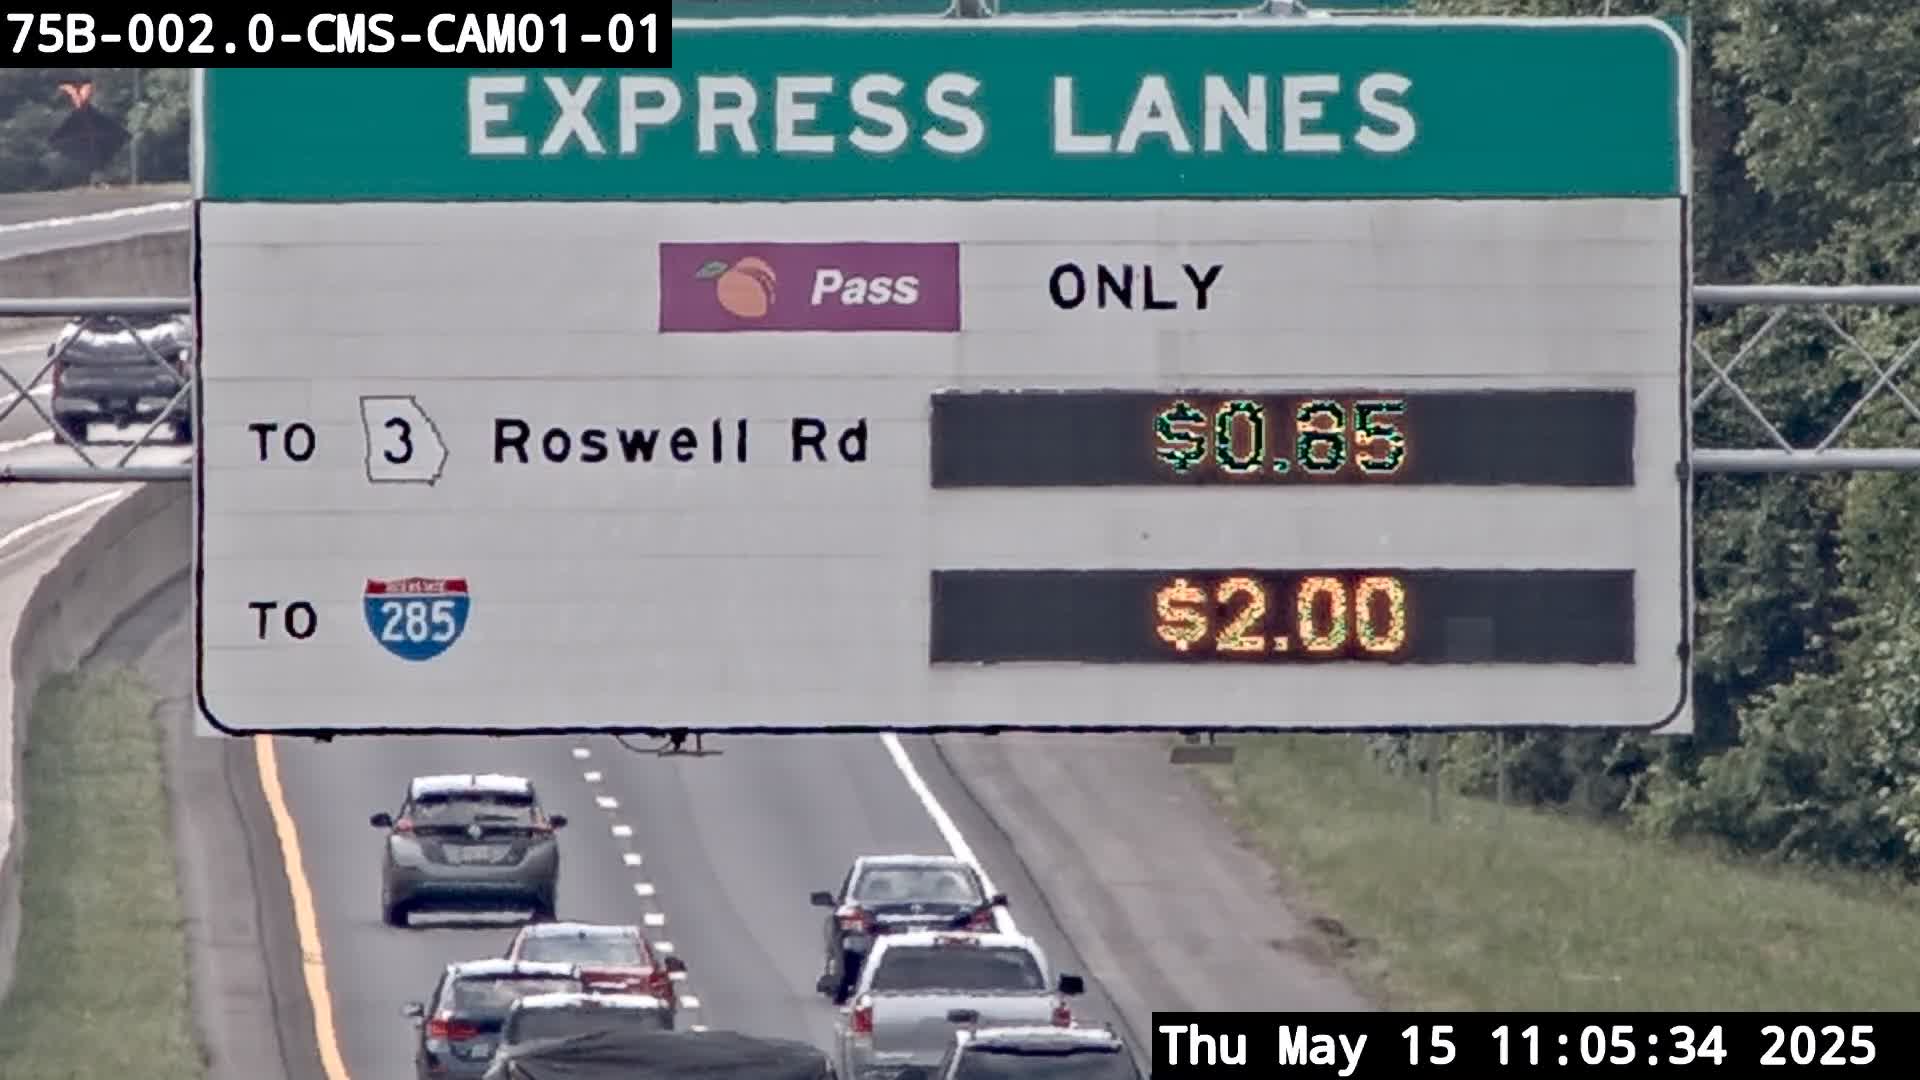 75B-002.0-CMS-CAM01-01
EXPRESS LANES
Pass ONLY
TO 3 Roswell Rd $0.85
TO 285 $2.00
Thu May 15 11:05:34 2025